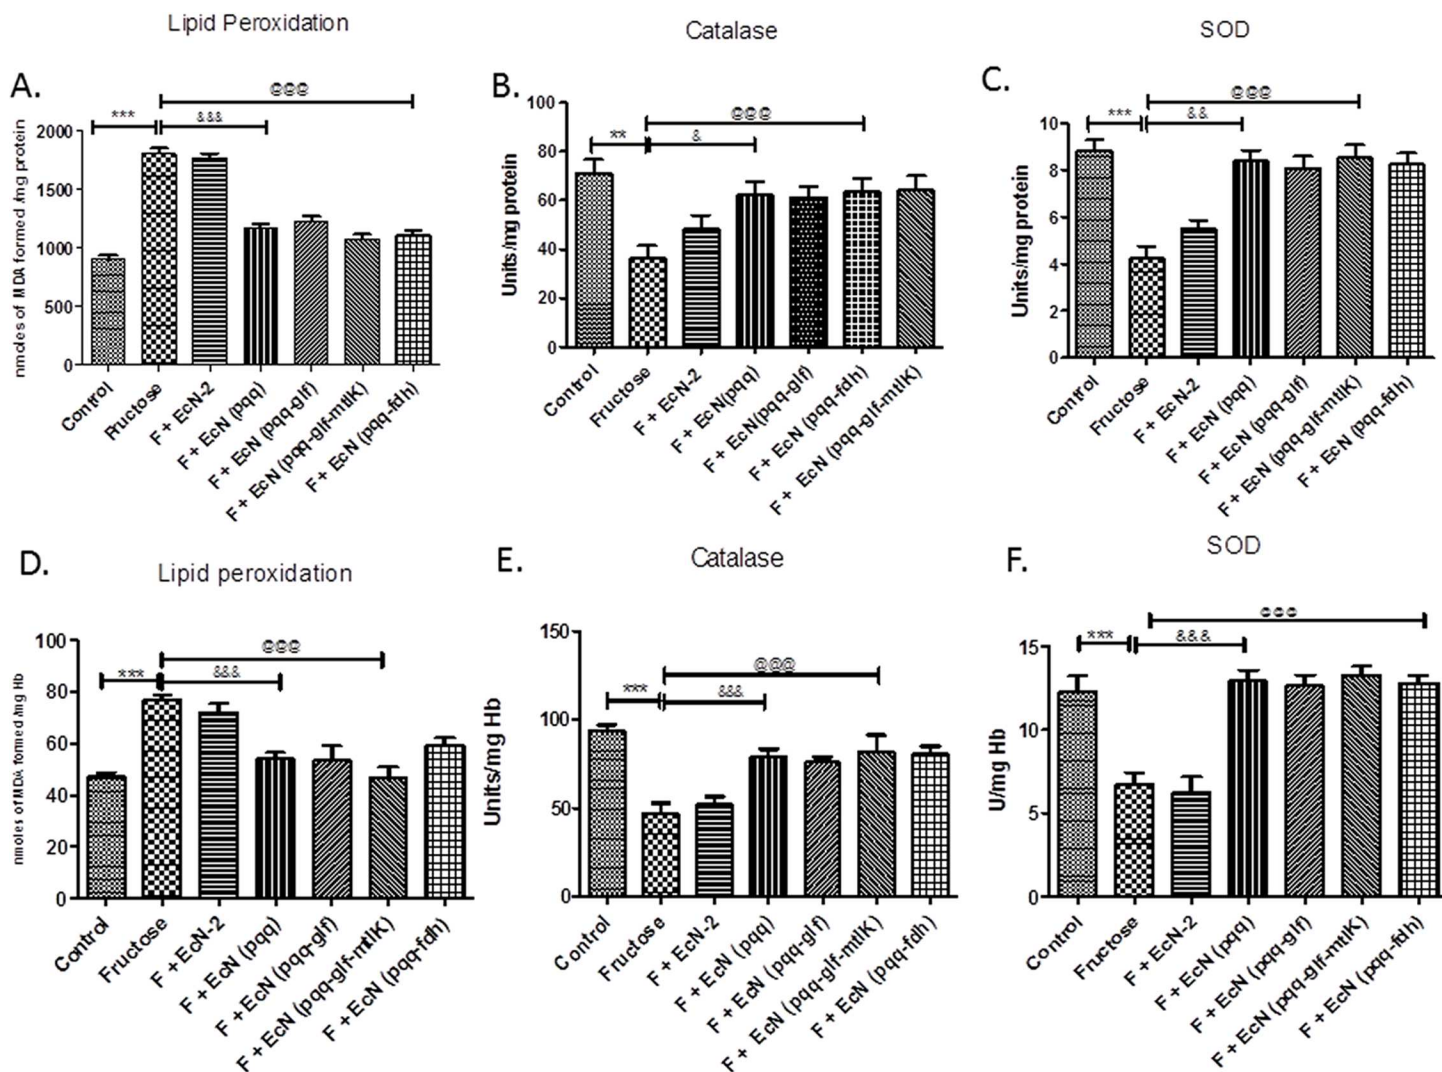 Lipid Peroxidation
A.
@@@
***
&&&
2000
1500
1000
500
0
nmoles of MDA formed /mg protein
Control
Fructose
F + EcN-2
F + EcN (pqq)
F + EcN (pqq-glf)
F + EcN (pqq-glf-mtlK)
F + EcN (pqq-fdh)
Catalase
B.
@@@
**
&
100
80
60
40
20
0
Units/mg protein
Control
Fructose
F + EcN-2
F + EcN(pqq)
F + EcN(pqq-glf)
F + EcN (pqq-fdh)
F + EcN (pqq-glf-mtlK)
SOD
C.
@@@
***
&&
10
8
6
4
2
0
Units/mg protein
Control
Fructose
F + EcN-2
F + EcN (pqq)
F + EcN (pqq-glf)
F + EcN (pqq-glf-mtlK)
F + EcN (pqq-fdh)
D.
Lipid peroxidation
@@@
***
&&&
100
80
60
40
20
0
nmoles of MDA formed /mg Hb
Control
Fructose
F + EcN-2
F + EcN (pqq)
F + EcN (pqq-glf)
F + EcN (pqq-glf-mtlK)
F + EcN (pqq-fdh)
E.
Catalase
@@@
***
&&&
150
100
50
0
Units/mg Hb
Control
Fructose
F + EcN-2
F + EcN (pqq)
F + EcN (pqq-glf)
F + EcN (pqq-glf-mtlK)
F + EcN (pqq-fdh)
F.
SOD
@@@
***
&&&
15
10
5
0
U/mg Hb
Control
Fructose
F + EcN-2
F + EcN (pqq)
F + EcN (pqq-glf)
F + EcN (pqq-glf-mtlK)
F + EcN (pqq-fdh)